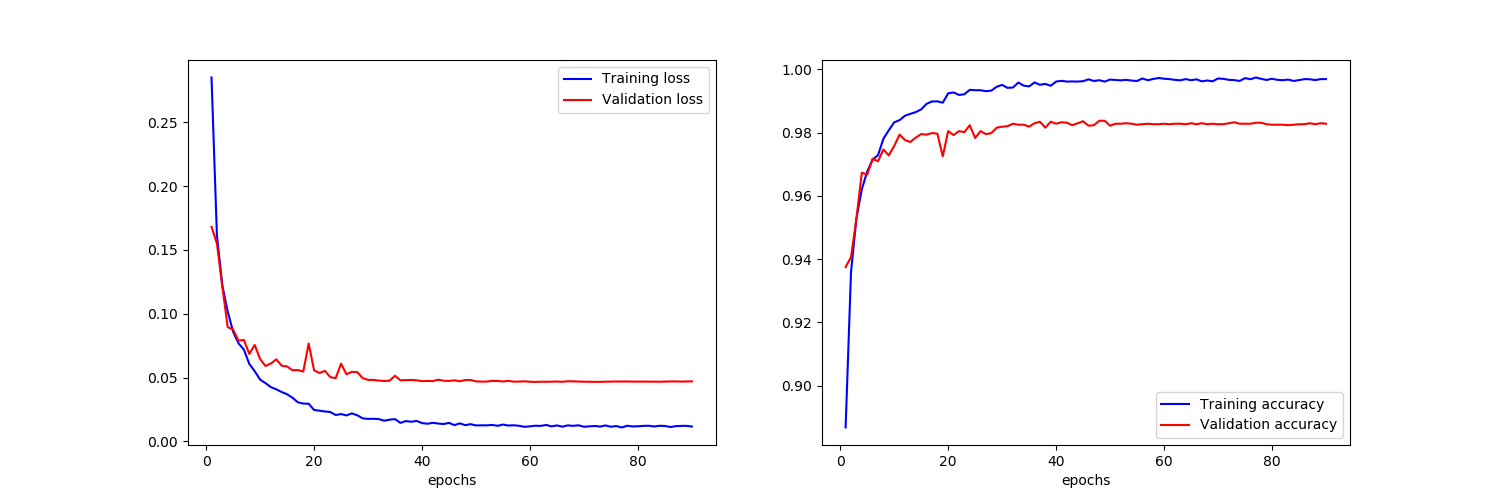 Training loss
Validation loss
0.25
0.20
0.15
0.10
0.05
0.00
0 20 40 60 80
epochs
Training accuracy
Validation accuracy
1.00
0.98
0.96
0.94
0.92
0.90
0 20 40 60 80
epochs